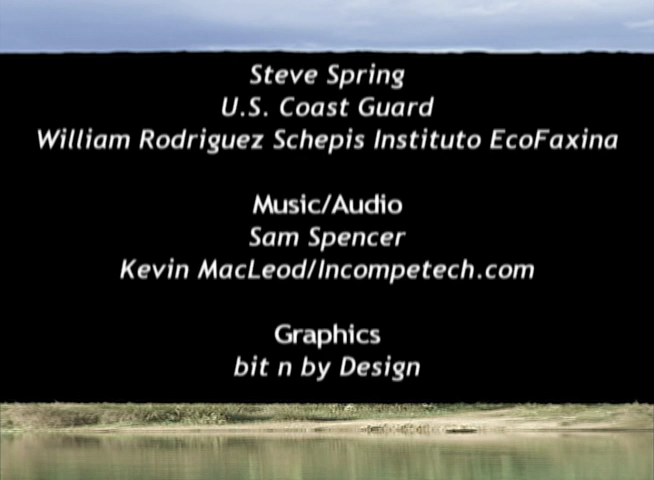 Steve Spring
U.S. Coast Guard
William Rodriguez Schepis Instituto EcoFaxina
Music/Audio
Sam Spencer
Kevin MacLeod/Incompetech.com
Graphics
bit n by Design